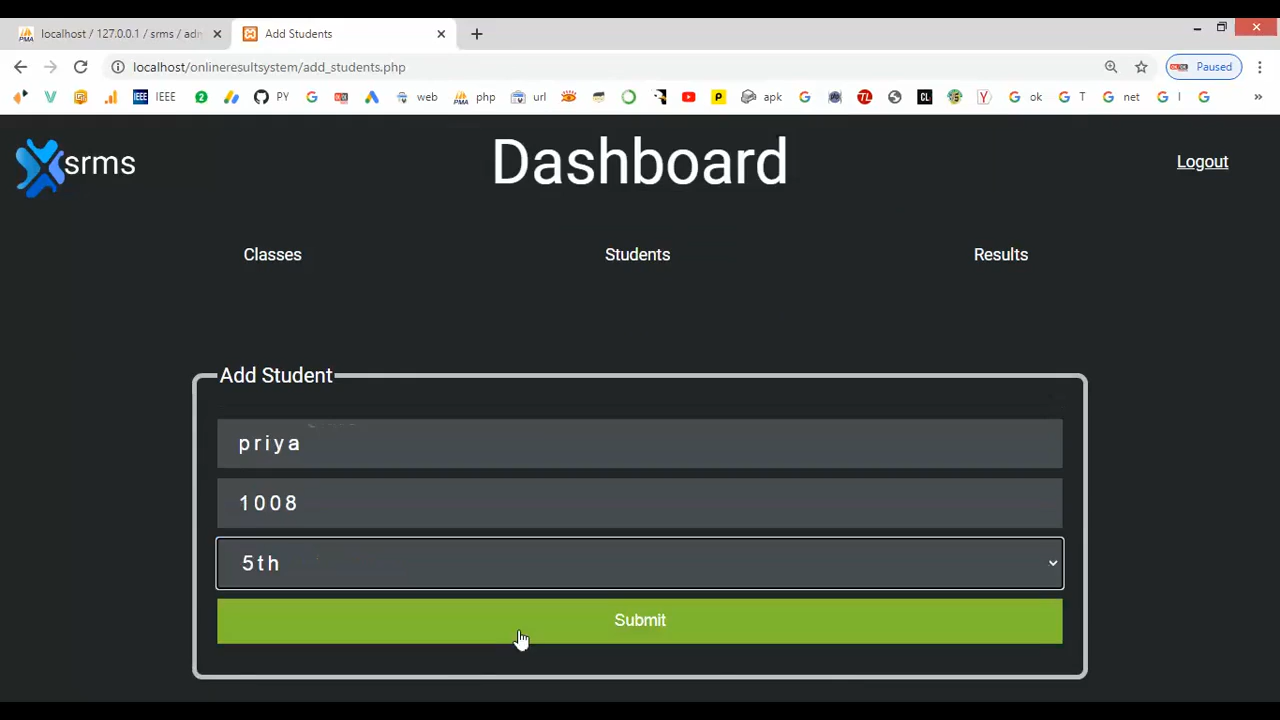 localhost / 127.0.0.1 / srms / adm
Add Students
localhost/onlineresultsystem/add_students.php
Paused
IEEE
PY
web
php
url
apk
ok
T
net
I
srms
Dashboard
Logout
Classes
Students
Results
Add Student
priya
1008
5th
Submit